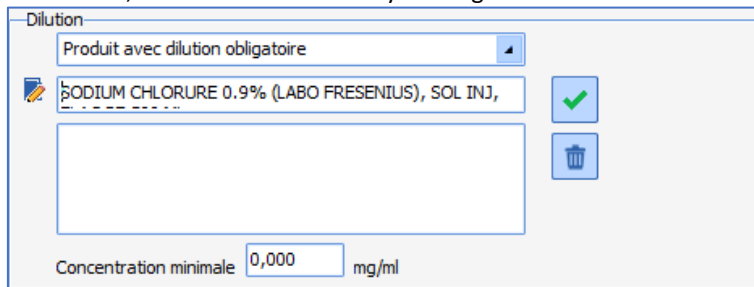 Dilution
Produit avec dilution obligatoire
SODIUM CHLORURE 0.9% (LABO FRESENIUS), SOL INJ,
Concentration minimale 0,000 mg/ml